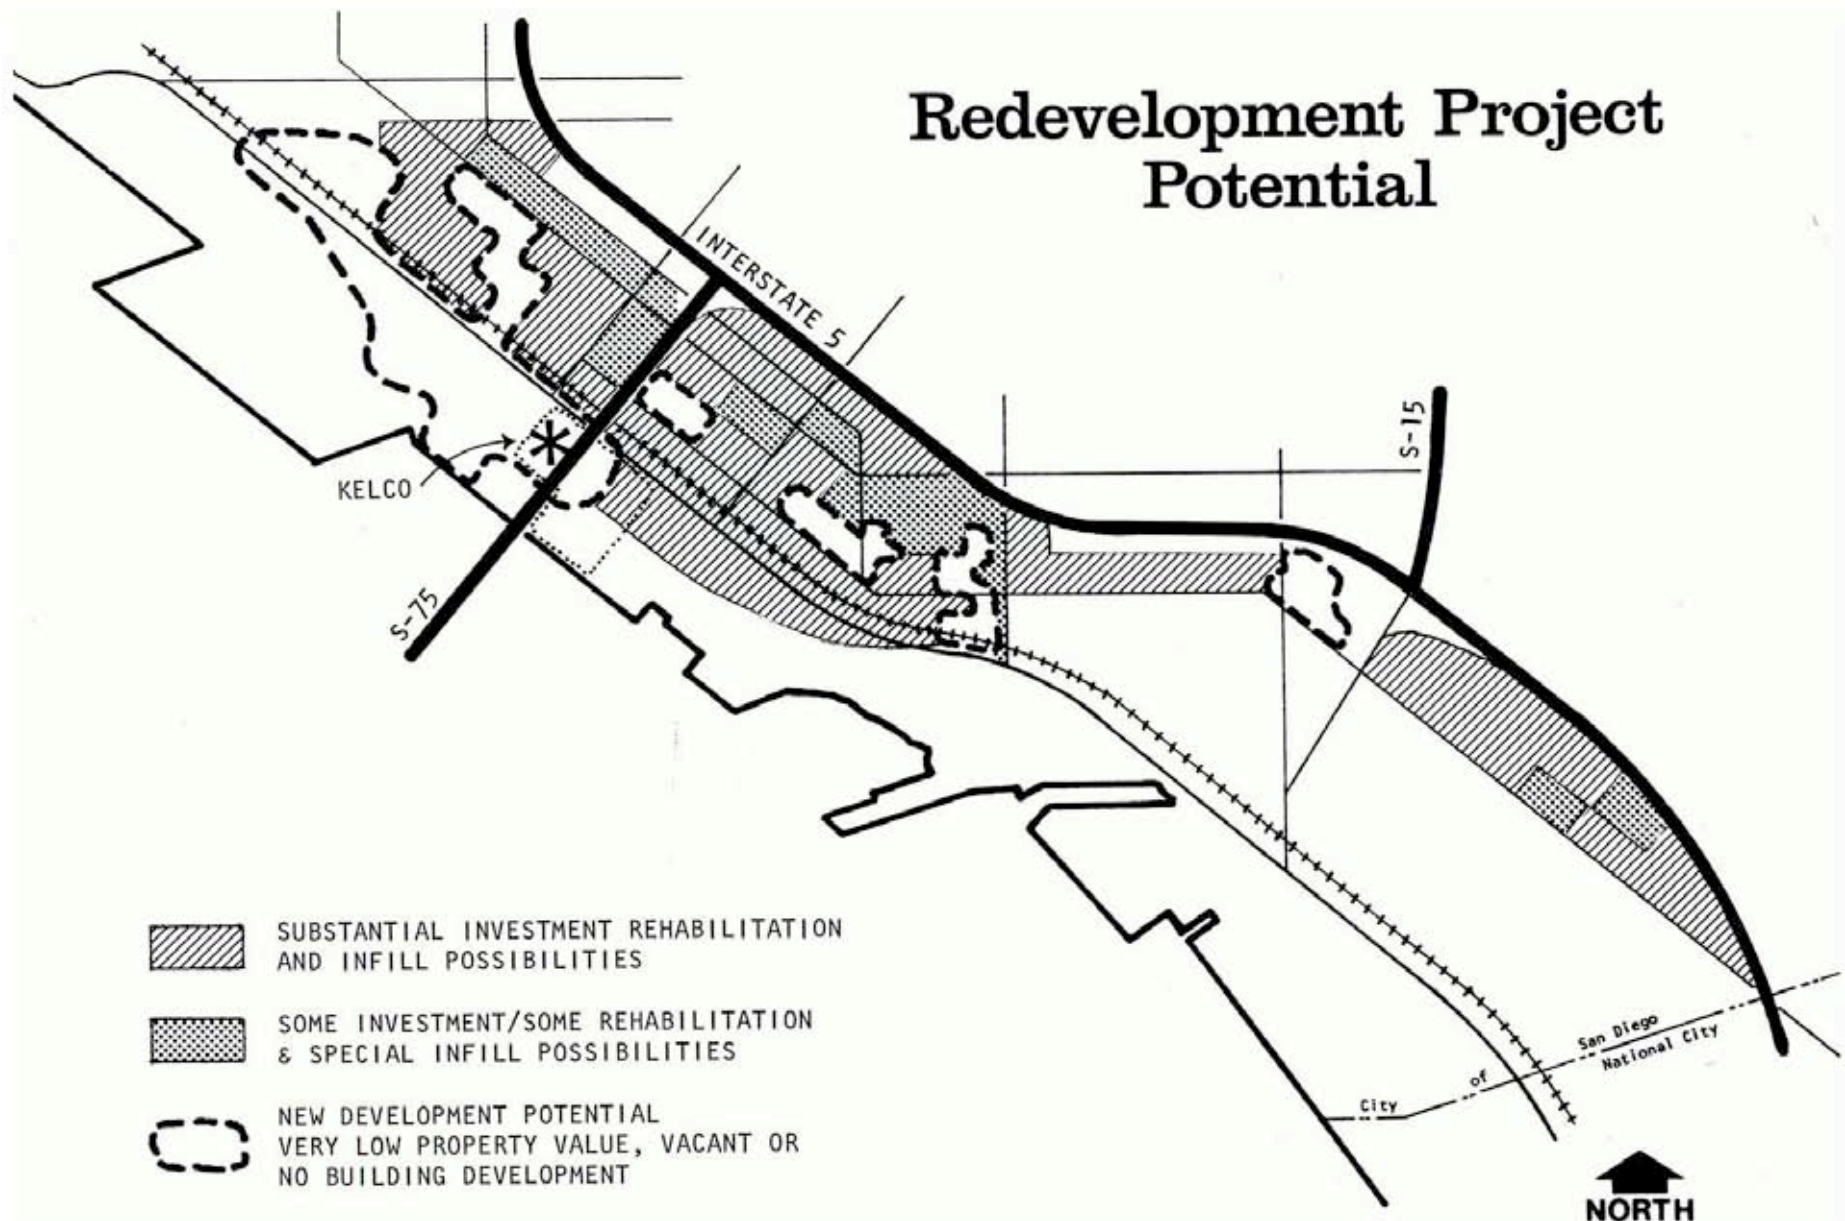 Redevelopment Project
Potential
INTERSTATE 5
S-15
KELCO
S-75
SUBSTANTIAL INVESTMENT REHABILITATION
AND INFILL POSSIBILITIES
SOME INVESTMENT/SOME REHABILITATION
& SPECIAL INFILL POSSIBILITIES
NEW DEVELOPMENT POTENTIAL
VERY LOW PROPERTY VALUE, VACANT OR
NO BUILDING DEVELOPMENT
City of San Diego
National City
NORTH